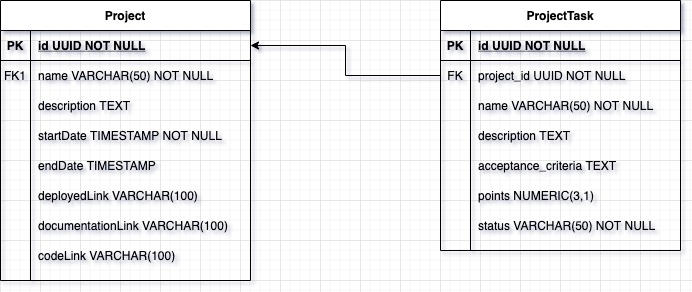 Project
PK id UUID NOT NULL
FK1 name VARCHAR(50) NOT NULL
description TEXT
startDate TIMESTAMP NOT NULL
endDate TIMESTAMP
deployedLink VARCHAR(100)
documentationLink VARCHAR(100)
codeLink VARCHAR(100)
ProjectTask
PK id UUID NOT NULL
FK project_id UUID NOT NULL
name VARCHAR(50) NOT NULL
description TEXT
acceptance_criteria TEXT
points NUMERIC(3,1)
status VARCHAR(50) NOT NULL